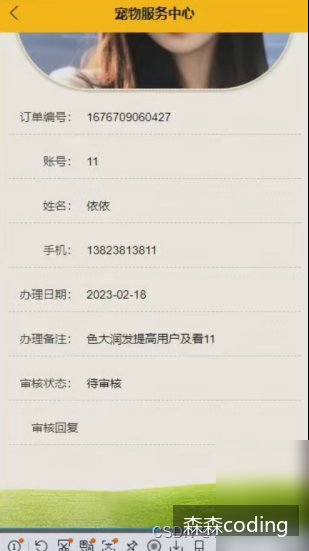 宠物服务中心
订单编号： 1676709060427
账号： 11
姓名： 依依
手机： 13823813811
办理日期： 2023-02-18
办理备注： 色大润发提高用户及看11
审核状态： 待审核
审核回复
森森coding